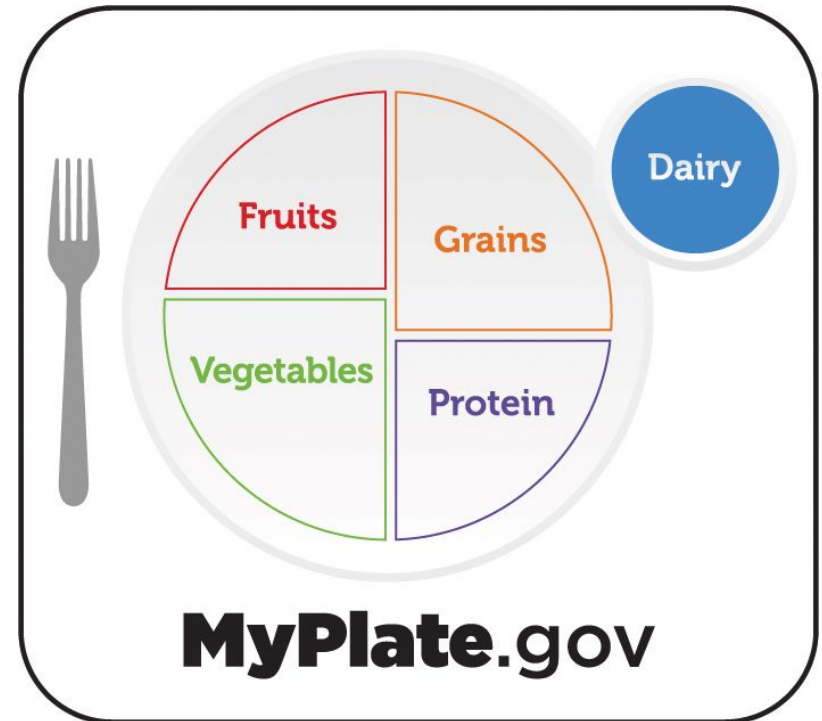 Fruits
Grains
Dairy
Vegetables
Protein
MyPlate.gov